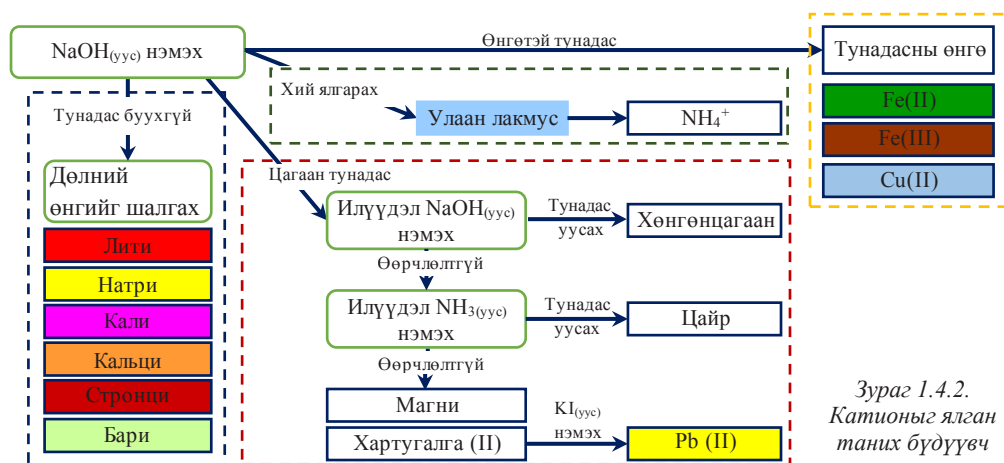 NaOH(уус) нэмэх
Өнгөтэй тунадас
Тунадасны өнгө
Fe(II)
Fe(III)
Cu(II)
Хий ялгарах
Улаан лакмус
NH₄⁺
Тунадас буухгүй
Дөлний
өнгийг шалгах
Лити
Натри
Кали
Кальци
Стронци
Бари
Цагаан тунадас
Илүүдэл NaOH(уус)
нэмэх
Тунадас
уусах
Хөнгөнцагаан
Өөрчлөлтгүй
Илүүдэл NH₃(уус)
нэмэх
Тунадас
уусах
Цайр
Өөрчлөлтгүй
Магни
Хартугалга (II)
KI(уус)
нэмэх
Pb (II)
Зураг 1.4.2.
Катионыг ялган
таних бүдүүвч